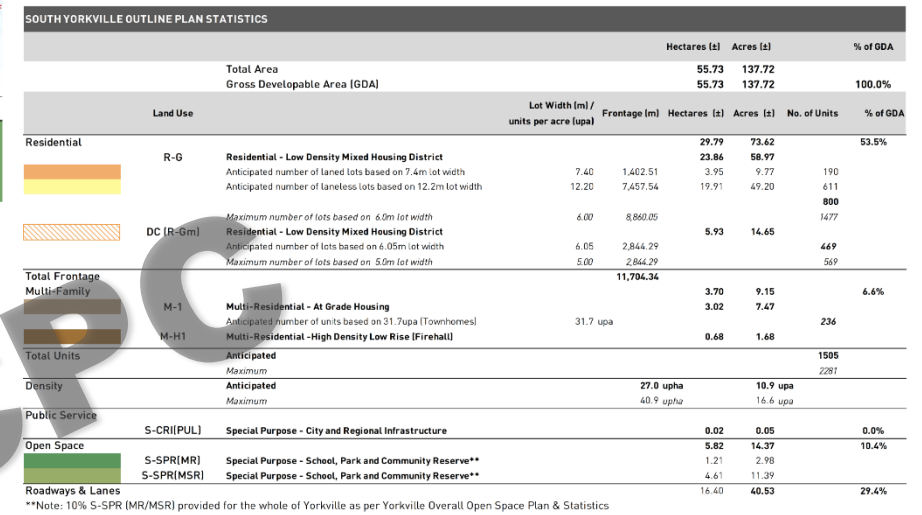 SOUTH YORKVILLE OUTLINE PLAN STATISTICS
Hectares (±) Acres (±) % of GDA
Total Area 55.73 137.72
Gross Developable Area (GDA) 55.73 137.72 100.0%
Land Use Lot Width (m) / units per acre (upa) Frontage (m) Hectares (±) Acres (±) No. of Units % of GDA
Residential 29.79 73.62 53.5%
R-G Residential - Low Density Mixed Housing District 23.86 58.97
Anticipated number of laned lots based on 7.4m lot width 7.40 1,402.51 3.95 9.77 190
Anticipated number of laneless lots based on 12.2m lot width 12.20 7,457.54 19.91 49.20 611
800
Maximum number of lots based on 6.0m lot width 6.00 8,860.05 1477
DC (R-Gm) Residential - Low Density Mixed Housing District 5.93 14.65
Anticipated number of lots based on 6.05m lot width 6.05 2,844.29 469
Maximum number of lots based on 5.0m lot width 5.00 2,844.29 569
Total Frontage 11,704.34
Multi-Family 3.70 9.15 6.6%
M-1 Multi-Residential - At Grade Housing 3.02 7.47
Anticipated number of units based on 31.7upa (Townhomes) 31.7 upa 236
M-H1 Multi-Residential -High Density Low Rise (Firehall) 0.68 1.68
Total Units Anticipated 1505
Maximum 2281
Density Anticipated 27.0 upha 10.9 upa
Maximum 40.9 upha 16.6 upa
Public Service
S-CRI(PUL) Special Purpose - City and Regional Infrastructure 0.02 0.05 0.0%
Open Space 5.82 14.37 10.4%
S-SPR(MR) Special Purpose - School, Park and Community Reserve** 1.21 2.98
S-SPR(MSR) Special Purpose - School, Park and Community Reserve** 4.61 11.39
Roadways & Lanes 16.40 40.53 29.4%
**Note: 10% S-SPR (MR/MSR) provided for the whole of Yorkville as per Yorkville Overall Open Space Plan & Statistics
CPC